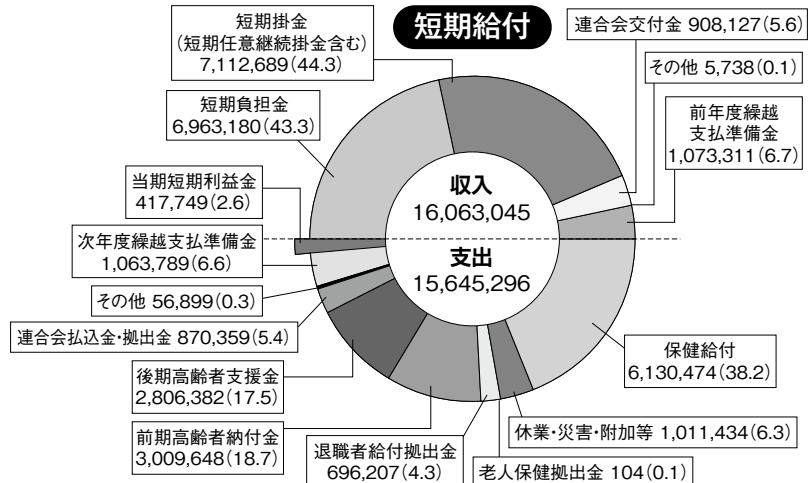 短期給付
短期掛金
(短期任意継続掛金含む)
7,112,689(44.3)
連合会交付金 908,127(5.6)
その他 5,738(0.1)
前年度繰越
支払準備金
1,073,311(6.7)
短期負担金
6,963,180(43.3)
収入
16,063,045
支出
15,645,296
当期短期利益金
417,749(2.6)
次年度繰越支払準備金
1,063,789(6.6)
その他 56,899(0.3)
連合会払込金・拠出金 870,359(5.4)
後期高齢者支援金
2,806,382(17.5)
前期高齢者納付金
3,009,648(18.7)
退職者給付拠出金
696,207(4.3)
老人保健拠出金 104(0.1)
休業・災害・附加等 1,011,434(6.3)
保健給付
6,130,474(38.2)